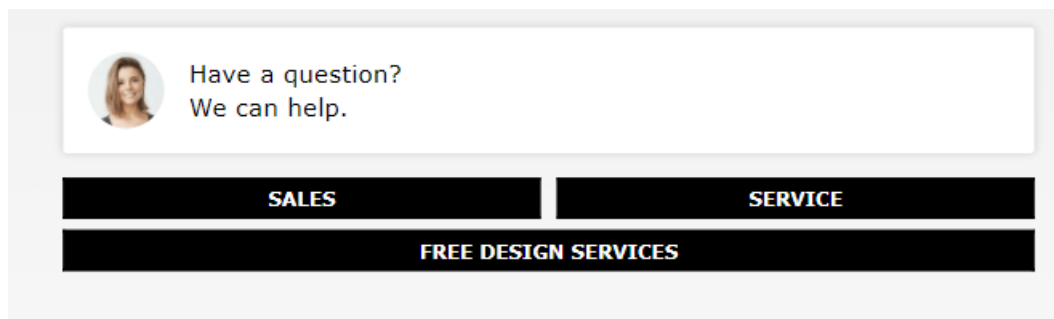 Have a question?
We can help.
SALES
SERVICE
FREE DESIGN SERVICES